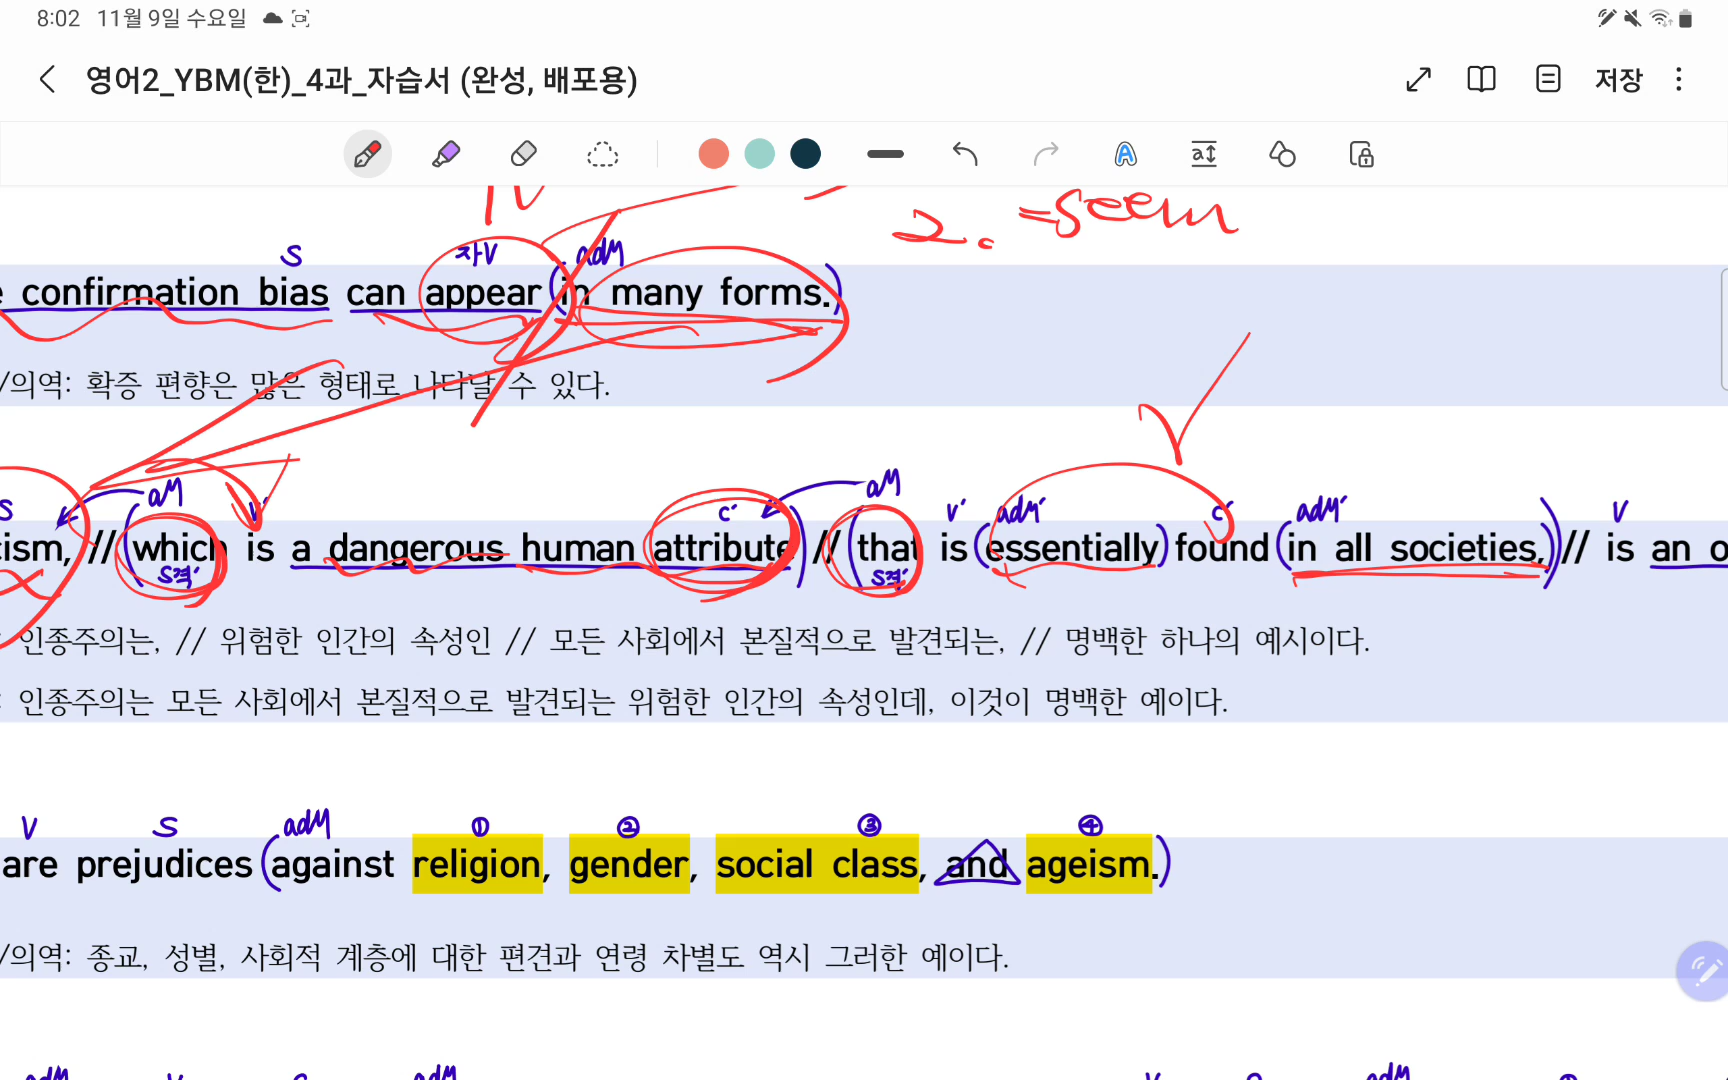 8:02 11월 9일 수요일
영어2_YBM(한)_4과_자습서 (완성, 배포용)
저장
2. =seem
S 자V adM
confirmation bias can appear (in many forms.)
/의역: 확증 편향은 많은 형태로 나타날 수 있다.
S aM V' C' aM V' adM' C' adM' V
cism, // (which is a dangerous human attribute) // (that is (essentially) found (in all societies,)) // is an o
S격' S격'
인종주의는, // 위험한 인간의 속성인 // 모든 사회에서 본질적으로 발견되는, // 명백한 하나의 예시이다.
: 인종주의는 모든 사회에서 본질적으로 발견되는 위험한 인간의 속성인데, 이것이 명백한 예이다.
V S adM ① ② ③ ④
are prejudices (against religion, gender, social class, and ageism.)
/의역: 종교, 성별, 사회적 계층에 대한 편견과 연령 차별도 역시 그러한 예이다.
adM adM adM